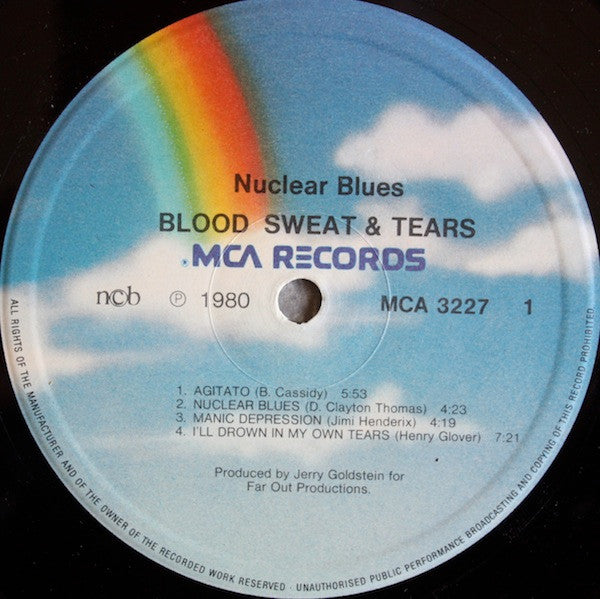 Nuclear Blues
BLOOD SWEAT & TEARS
MCA RECORDS
ncb ℗ 1980 MCA 3227 1
1. AGITATO (B. Cassidy) 5:53
2. NUCLEAR BLUES (D. Clayton Thomas) 4:23
3. MANIC DEPRESSION (Jimi Henderix) 4:19
4. I'LL DROWN IN MY OWN TEARS (Henry Glover) 7:21
Produced by Jerry Goldstein for
Far Out Productions.
ALL RIGHTS OF THE MANUFACTURER AND OF THE OWNER OF THE RECORDED WORK RESERVED · UNAUTHORISED PUBLIC PERFORMANCE BROADCASTING AND COPYING OF THIS RECORD PROHIBITED.